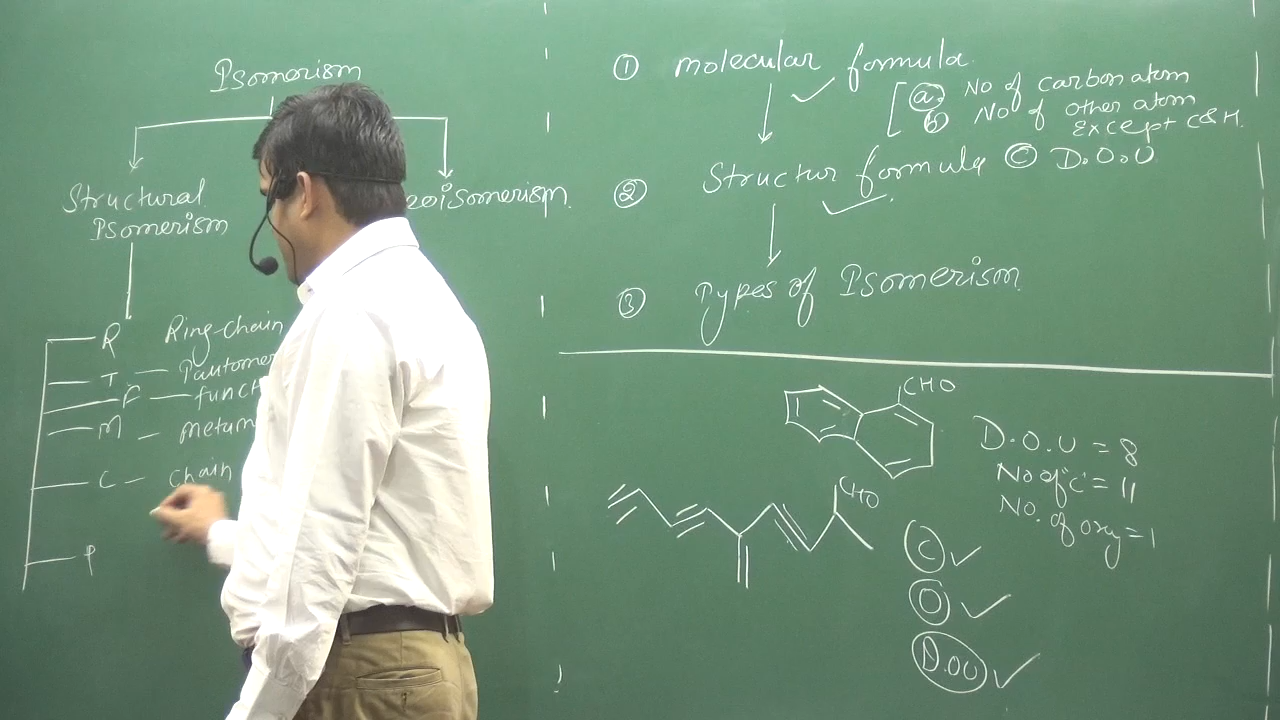 Isomerism
Structural
Isomerism
eoisomerism
R Ring-chain
T — Tautomer
F — funct
M — metam
C — chain
P
① molecular formula
[ⓐ No of carbon atom
ⓑ No of other atom
Except C & H.
② Structur formula ⓒ D.O.U
③ Types of Isomerism
CHO
D.O.U = 8
No of "C" = 11
No. of oxy = 1
CHO
C ✓
O ✓
D.OU ✓